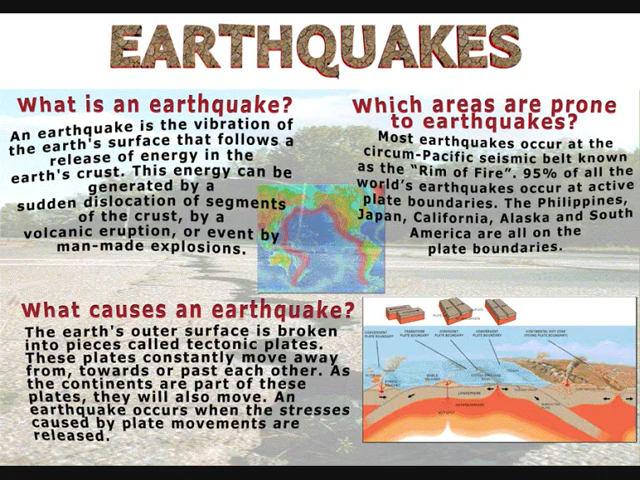 EARTHQUAKES
What is an earthquake?
An earthquake is the vibration of
the earth's surface that follows a
release of energy in the
earth's crust. This energy can be
generated by a
sudden dislocation of segments
of the crust, by a
volcanic eruption, or event by
man-made explosions.
Which areas are prone
to earthquakes?
Most earthquakes occur at the
circum-Pacific seismic belt known
as the “Rim of Fire”. 95% of all the
world's earthquakes occur at active
plate boundaries. The Philippines,
Japan, California, Alaska and South
America are all on the
plate boundaries.
What causes an earthquake?
The earth's outer surface is broken
into pieces called tectonic plates.
These plates constantly move away
from, towards or past each other. As
the continents are part of these
plates, they will also move. An
earthquake occurs when the stresses
caused by plate movements are
released.